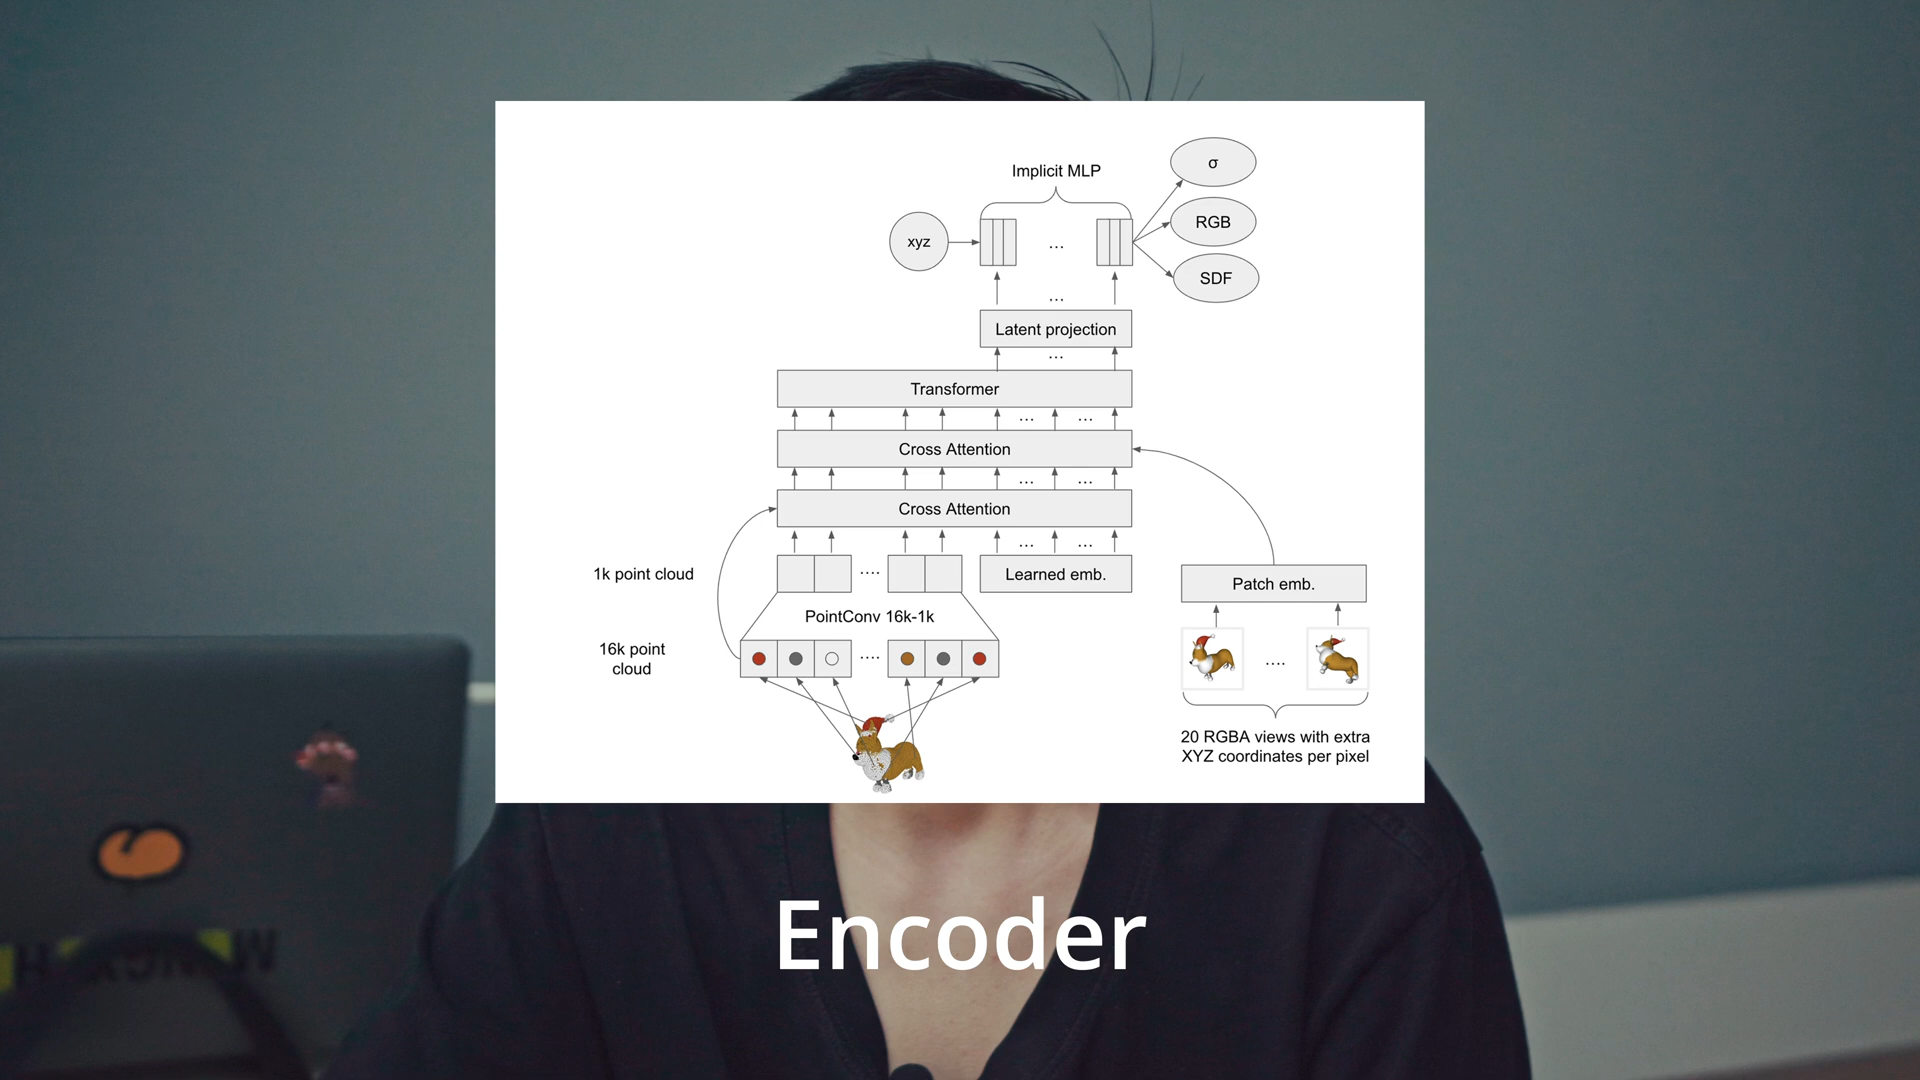 Implicit MLP
σ
xyz
...
RGB
SDF
...
Latent projection
...
Transformer
... ...
Cross Attention
... ...
Cross Attention
... ...
1k point cloud
....
Learned emb.
Patch emb.
PointConv 16k-1k
16k point
cloud
....
....
20 RGBA views with extra
XYZ coordinates per pixel
Encoder